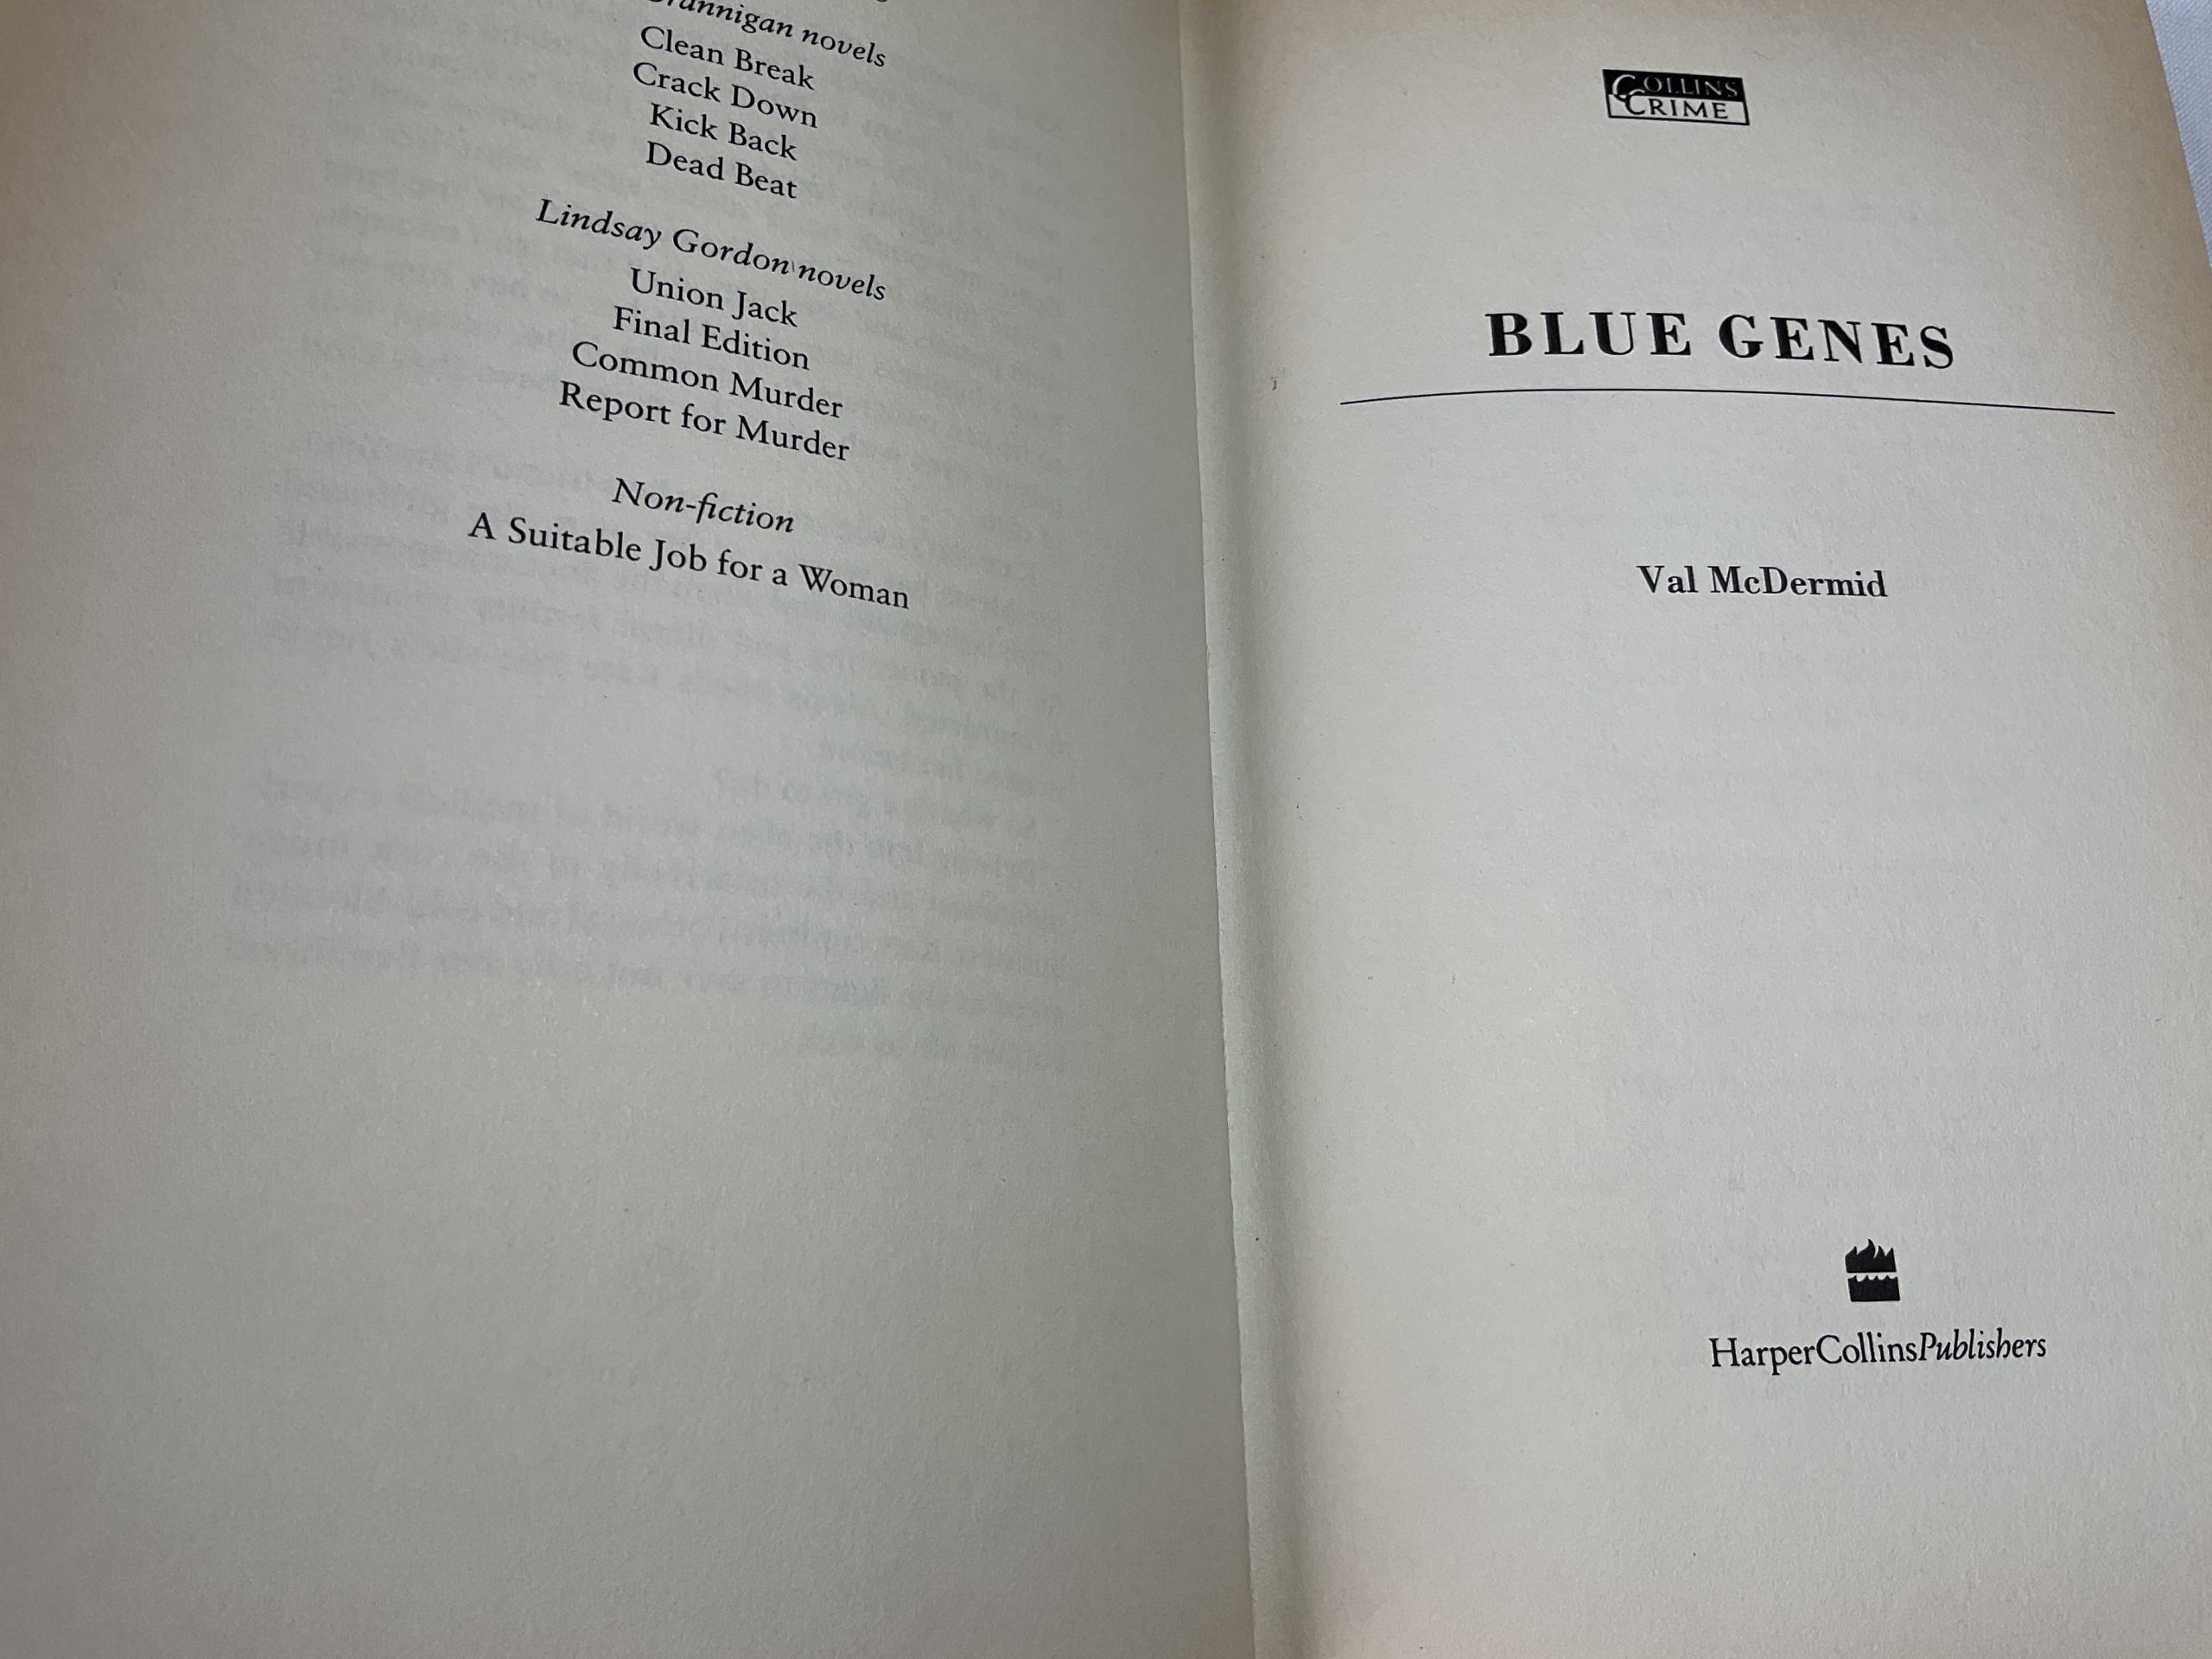 novels
Clean Break
Crack Down
Kick Back
Dead Beat
Lindsay Gordon novels
Union Jack
Final Edition
Common Murder
Report for Murder
Non-fiction
A Suitable Job for a Woman
COLLINS
CRIME
BLUE GENES
Val McDermid
HarperCollinsPublishers